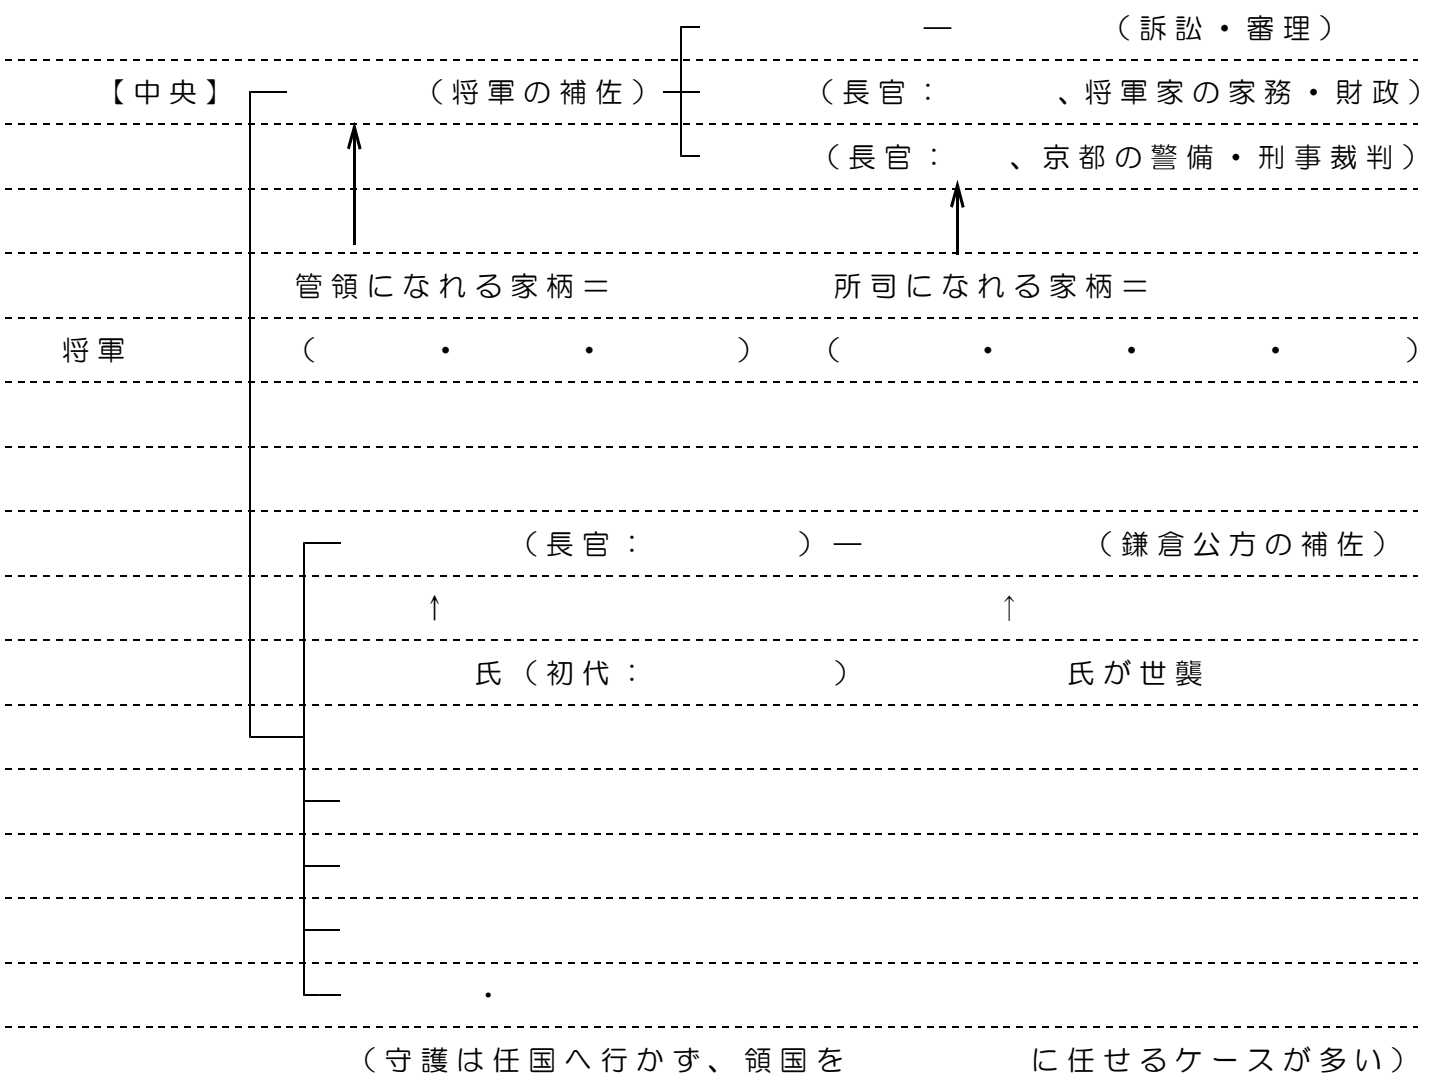 ― （訴訟・審理）
【中央】 （将軍の補佐） （長官： 、将軍家の家務・財政）
（長官： 、京都の警備・刑事裁判）
管領になれる家柄＝ 所司になれる家柄＝
将軍 （ ・ ・ ） （ ・ ・ ・ ）
（長官： ）― （鎌倉公方の補佐）
↑ ↑
氏（初代： ） 氏が世襲
・
（守護は任国へ行かず、領国を に任せるケースが多い）